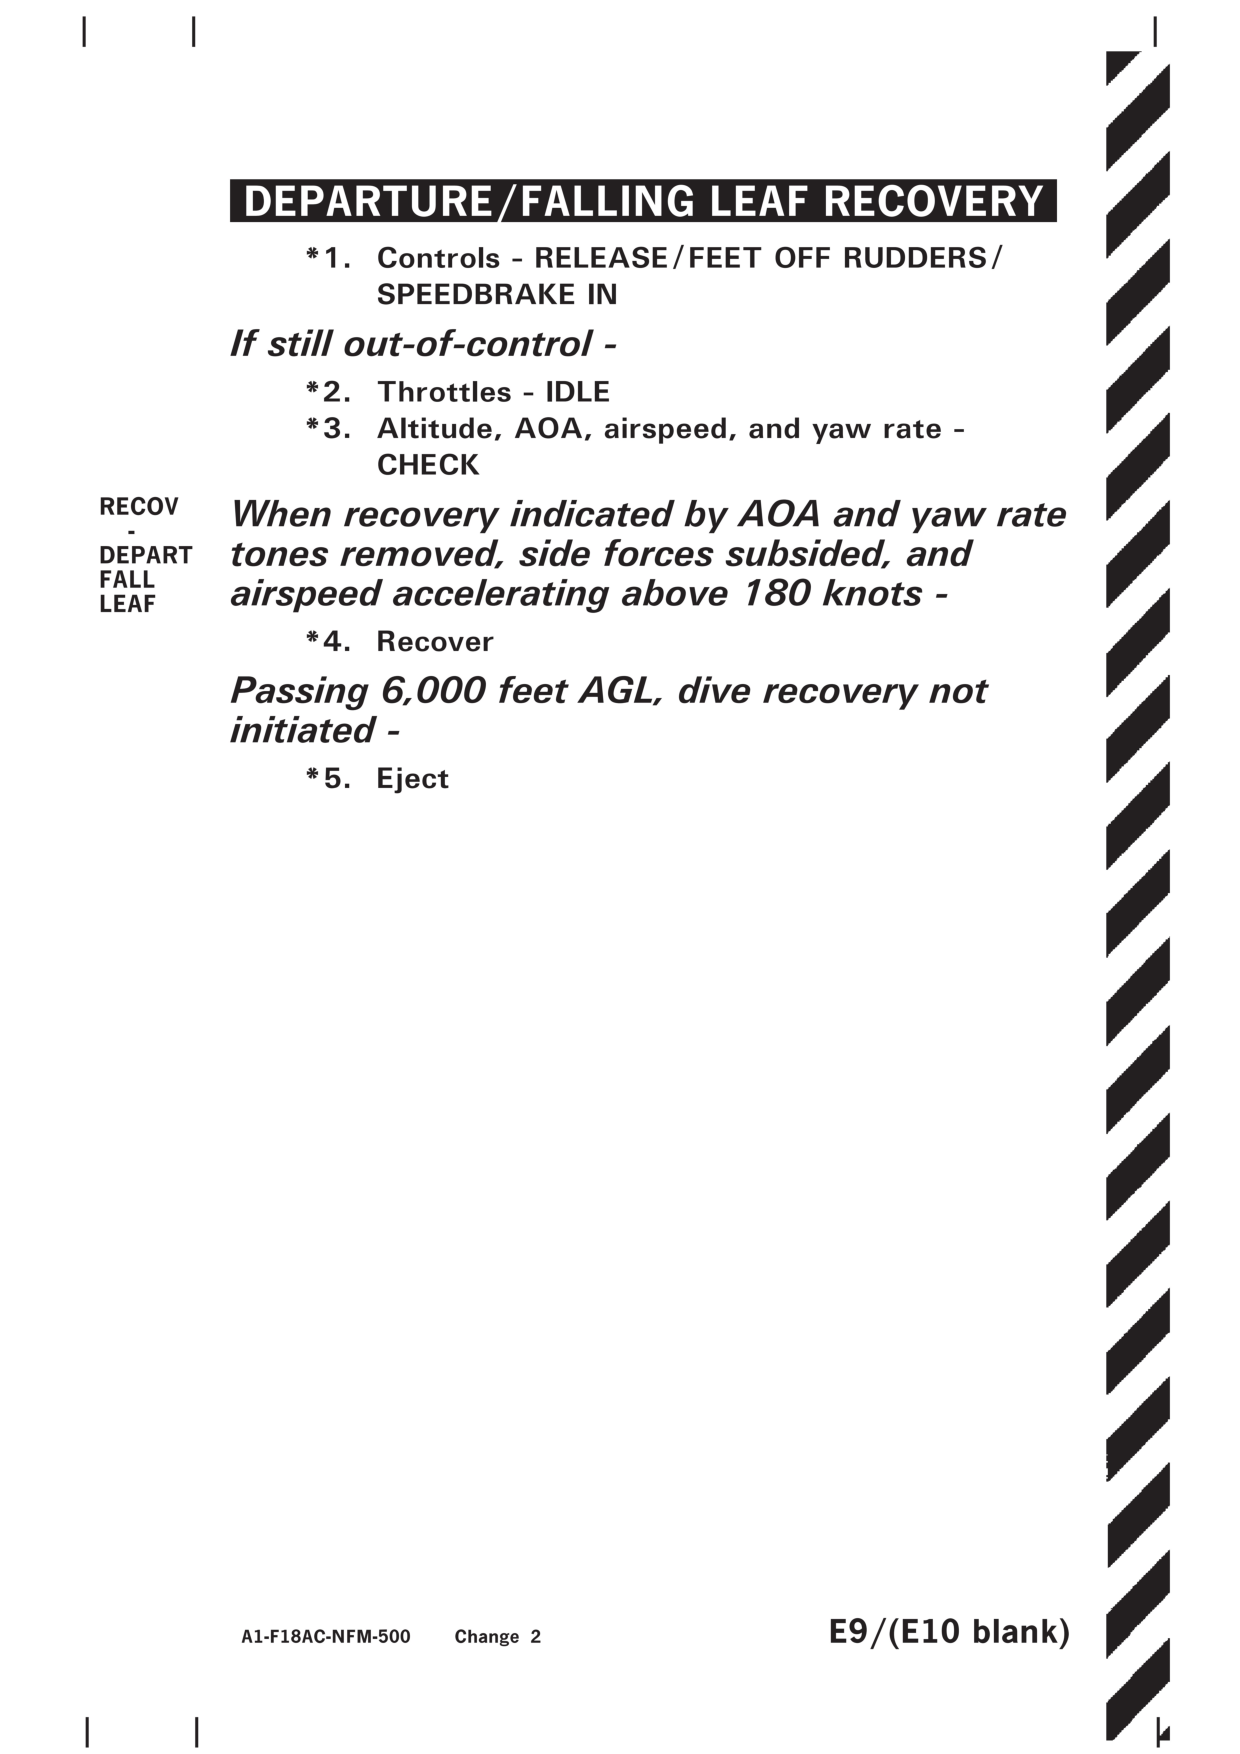 DEPARTURE/FALLING LEAF RECOVERY
*1. Controls - RELEASE/FEET OFF RUDDERS/
SPEEDBRAKE IN
If still out-of-control -
*2. Throttles - IDLE
*3. Altitude, AOA, airspeed, and yaw rate -
CHECK
RECOV
-
DEPART
FALL
LEAF
When recovery indicated by AOA and yaw rate
tones removed, side forces subsided, and
airspeed accelerating above 180 knots -
*4. Recover
Passing 6,000 feet AGL, dive recovery not
initiated -
*5. Eject
A1-F18AC-NFM-500 Change 2
E9/(E10 blank)